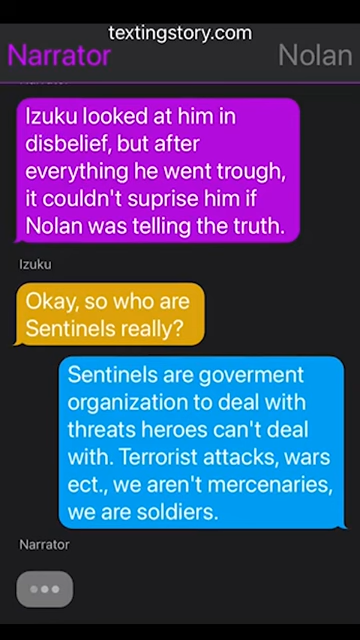 textingstory.com
Narrator
Nolan
Izuku looked at him in
disbelief, but after
everything he went trough,
it couldn't suprise him if
Nolan was telling the truth.
Izuku
Okay, so who are
Sentinels really?
Sentinels are goverment
organization to deal with
threats heroes can't deal
with. Terrorist attacks, wars
ect., we aren't mercenaries,
we are soldiers.
Narrator